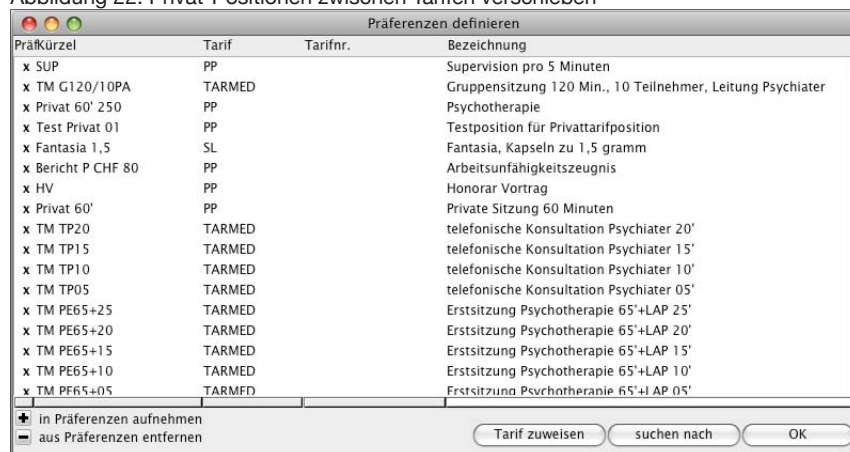 Abbildung 22: Privat-Positionen zwischen Tarifen verschieben
Präferenzen definieren
Präf Kürzel Tarif Tarifnr. Bezeichnung
x SUP PP Supervision pro 5 Minuten
x TM G120/10PA TARMED Gruppensitzung 120 Min., 10 Teilnehmer, Leitung Psychiater
x Privat 60' 250 PP Psychotherapie
x Test Privat 01 PP Testposition für Privattarifposition
x Fantasia 1,5 SL Fantasia, Kapseln zu 1,5 gramm
x Bericht P CHF 80 PP Arbeitsunfähigkeitszeugnis
x HV PP Honorar Vortrag
x Privat 60' PP Private Sitzung 60 Minuten
x TM TP20 TARMED telefonische Konsultation Psychiater 20'
x TM TP15 TARMED telefonische Konsultation Psychiater 15'
x TM TP10 TARMED telefonische Konsultation Psychiater 10'
x TM TP05 TARMED telefonische Konsultation Psychiater 05'
x TM PE65+25 TARMED Erstsitzung Psychotherapie 65'+LAP 25'
x TM PE65+20 TARMED Erstsitzung Psychotherapie 65'+LAP 20'
x TM PE65+15 TARMED Erstsitzung Psychotherapie 65'+LAP 15'
x TM PE65+10 TARMED Erstsitzung Psychotherapie 65'+LAP 10'
x TM PE65+05 TARMED Erstsitzung Psychotherapie 65'+LAP 05'
+ in Präferenzen aufnehmen
− aus Präferenzen entfernen
Tarif zuweisen suchen nach OK